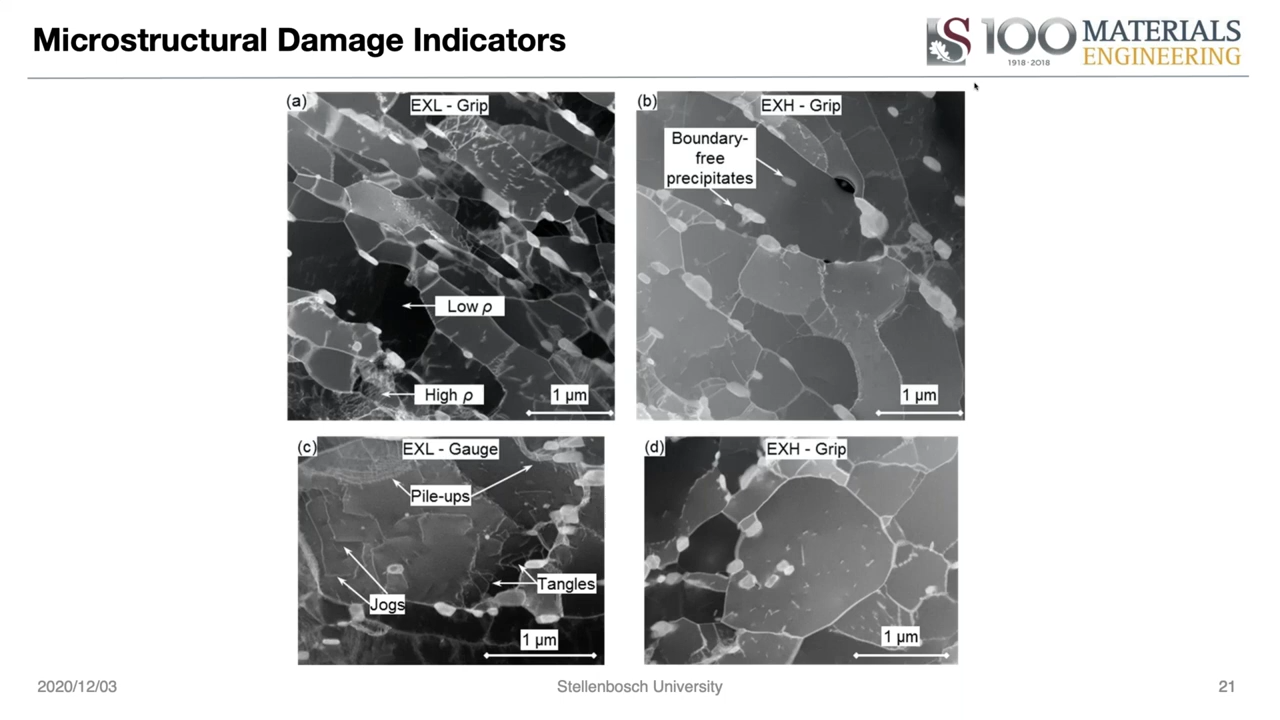 Microstructural Damage Indicators
S 100 MATERIALS
1918 · 2018 ENGINEERING
(a) EXL - Grip
Low ρ
High ρ
1 µm
(b) EXH - Grip
Boundary-
free
precipitates
1 µm
(c) EXL - Gauge
Pile-ups
Tangles
Jogs
1 µm
(d) EXH - Grip
1 µm
2020/12/03 Stellenbosch University 21